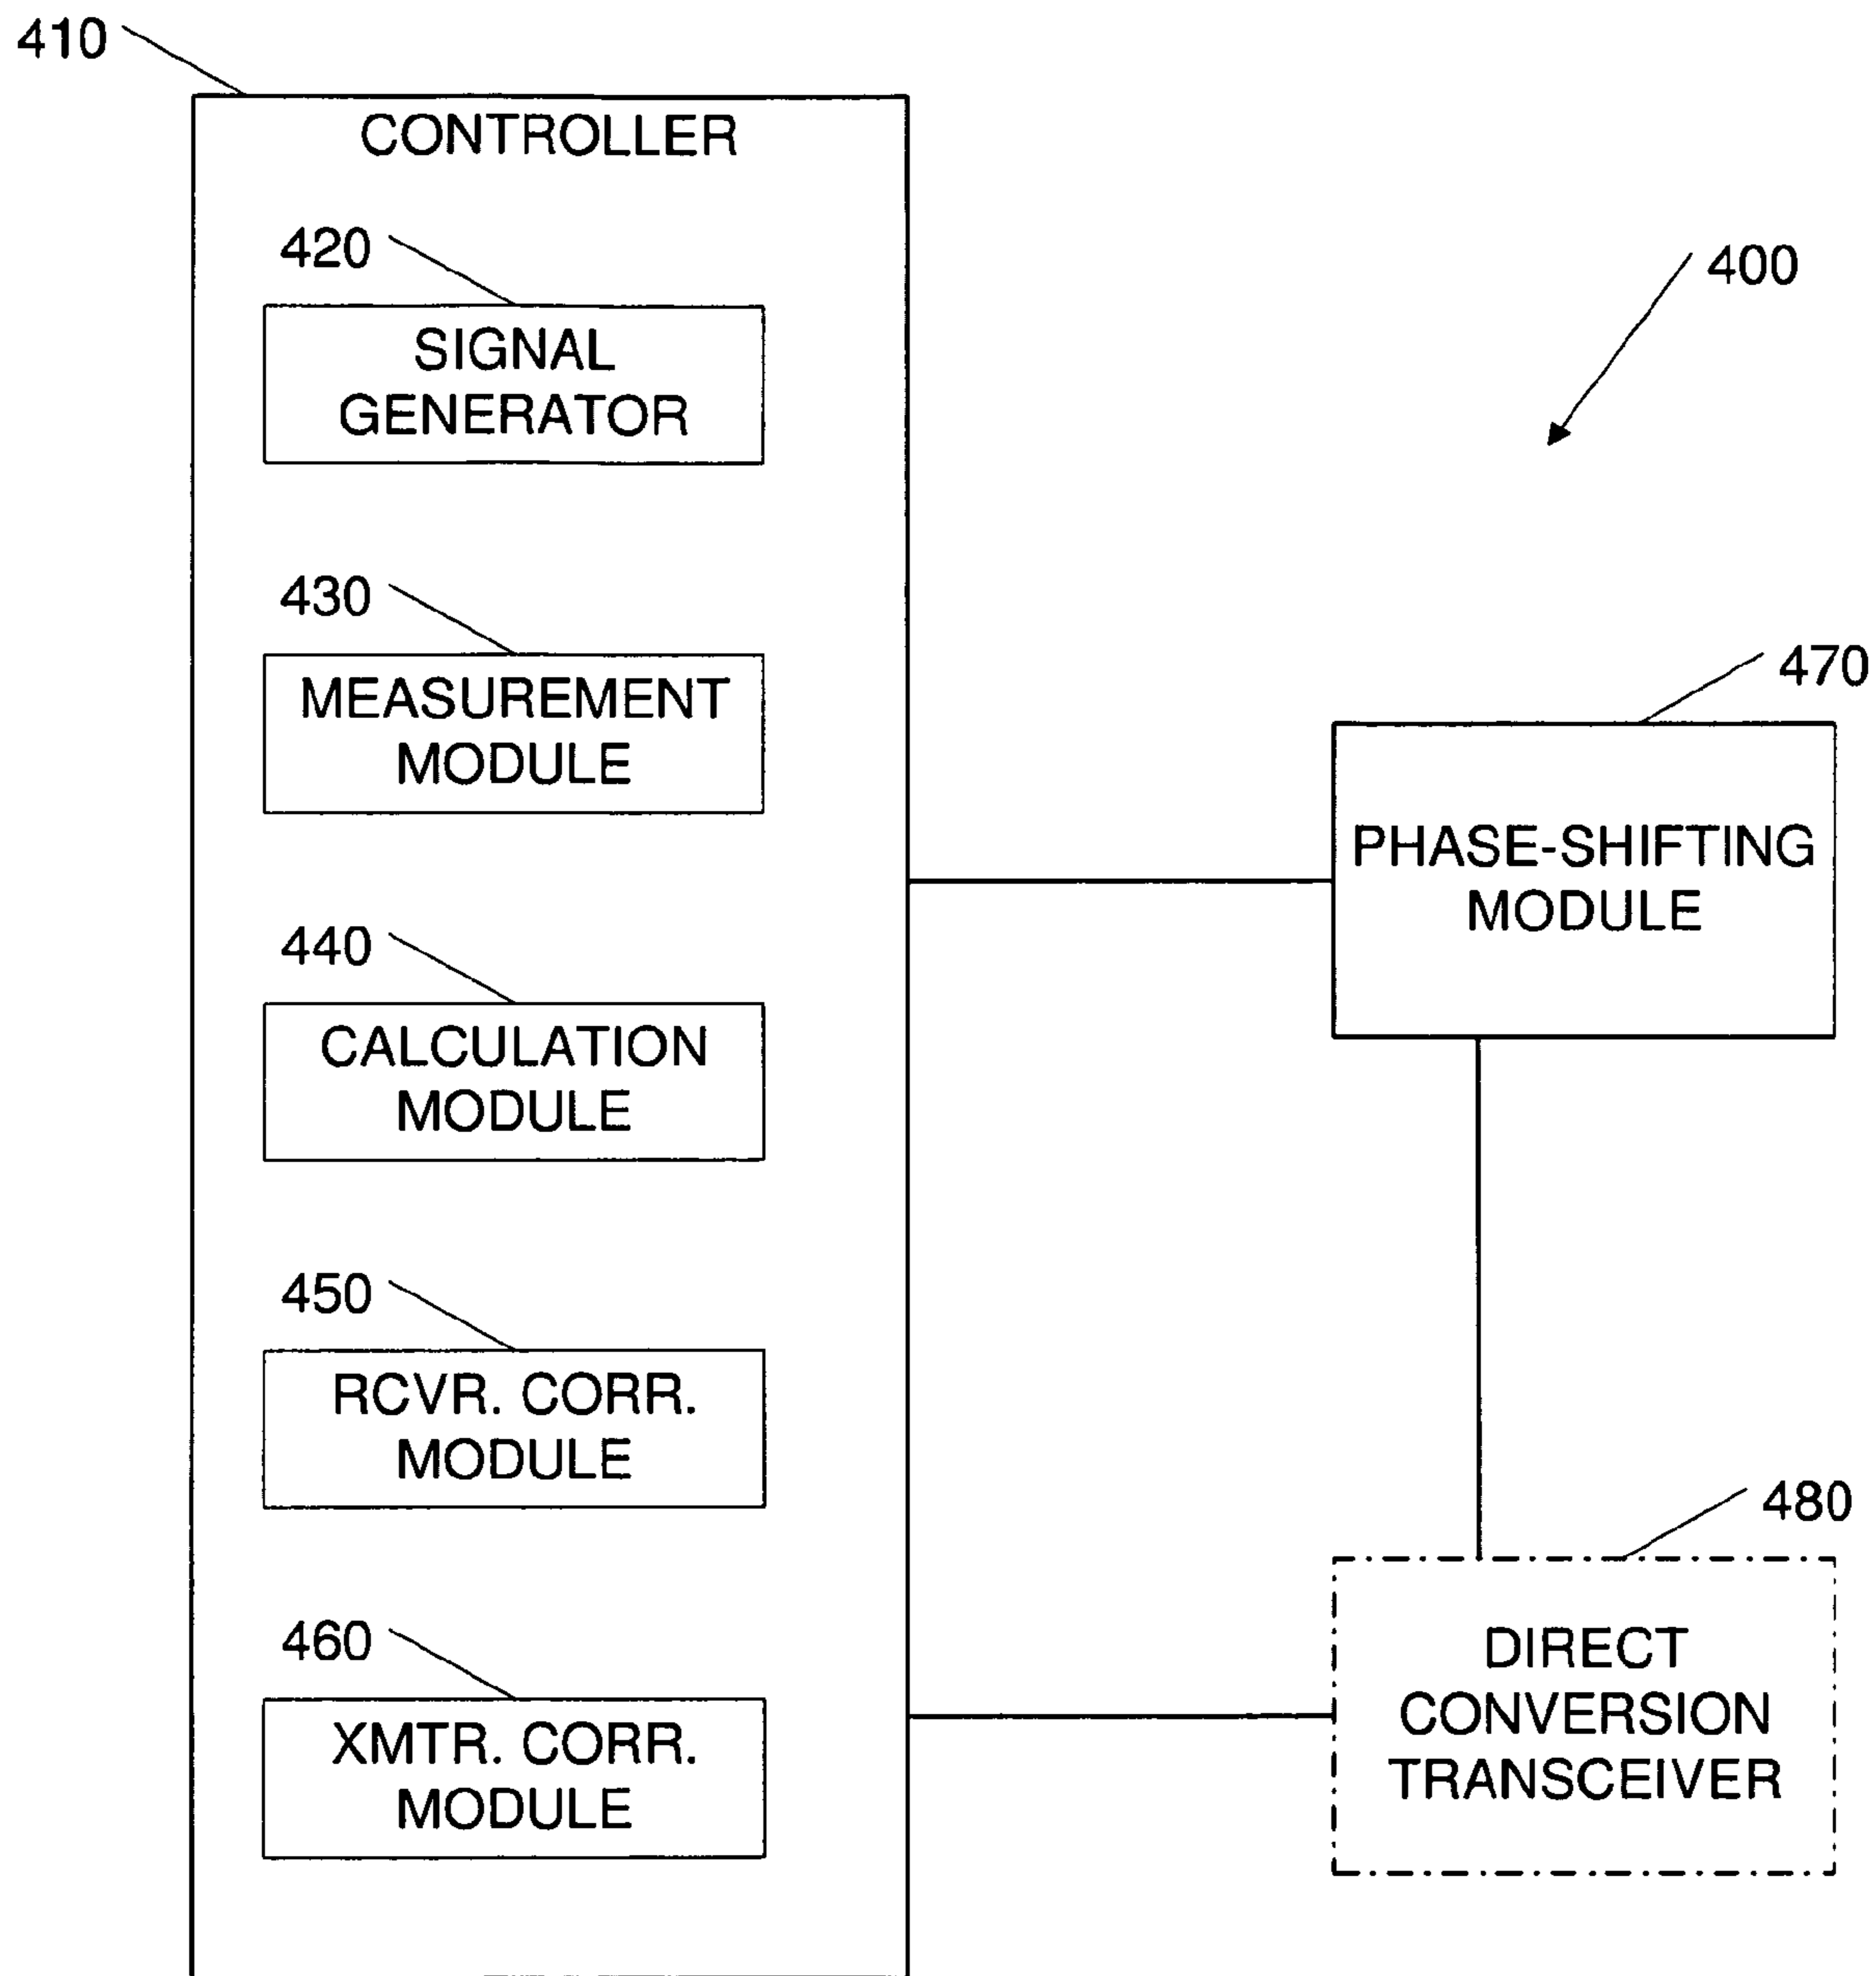 410
CONTROLLER
420
SIGNAL
GENERATOR
400
430
MEASUREMENT
MODULE
470
PHASE-SHIFTING
MODULE
440
CALCULATION
MODULE
450
RCVR. CORR.
MODULE
480
DIRECT
CONVERSION
TRANSCEIVER
460
XMTR. CORR.
MODULE